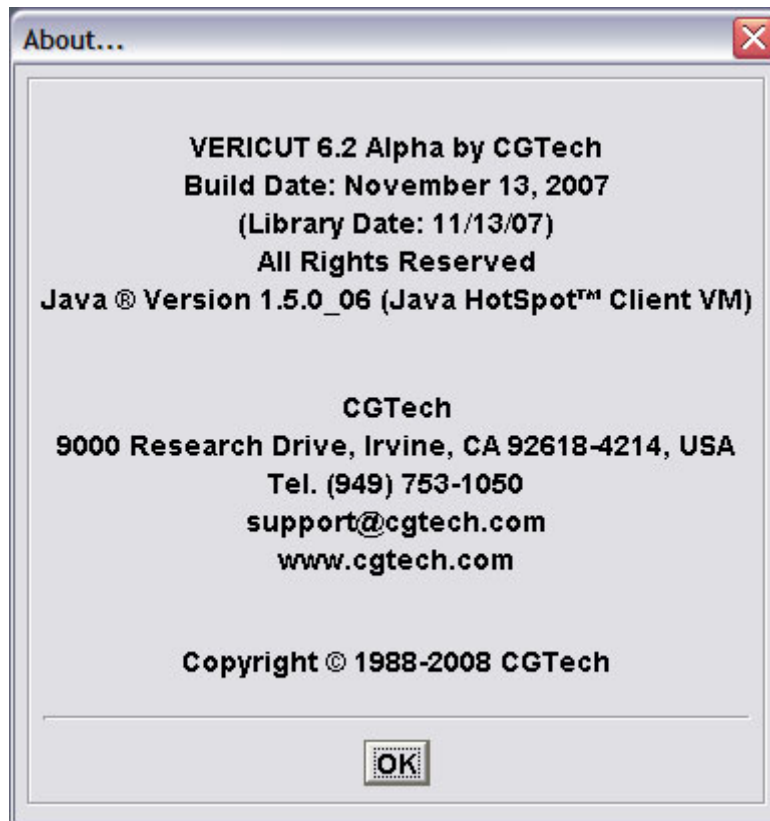 About...
VERICUT 6.2 Alpha by CGTech
Build Date: November 13, 2007
(Library Date: 11/13/07)
All Rights Reserved
Java ® Version 1.5.0_06 (Java HotSpot™ Client VM)
CGTech
9000 Research Drive, Irvine, CA 92618-4214, USA
Tel. (949) 753-1050
support@cgtech.com
www.cgtech.com
Copyright © 1988-2008 CGTech
OK